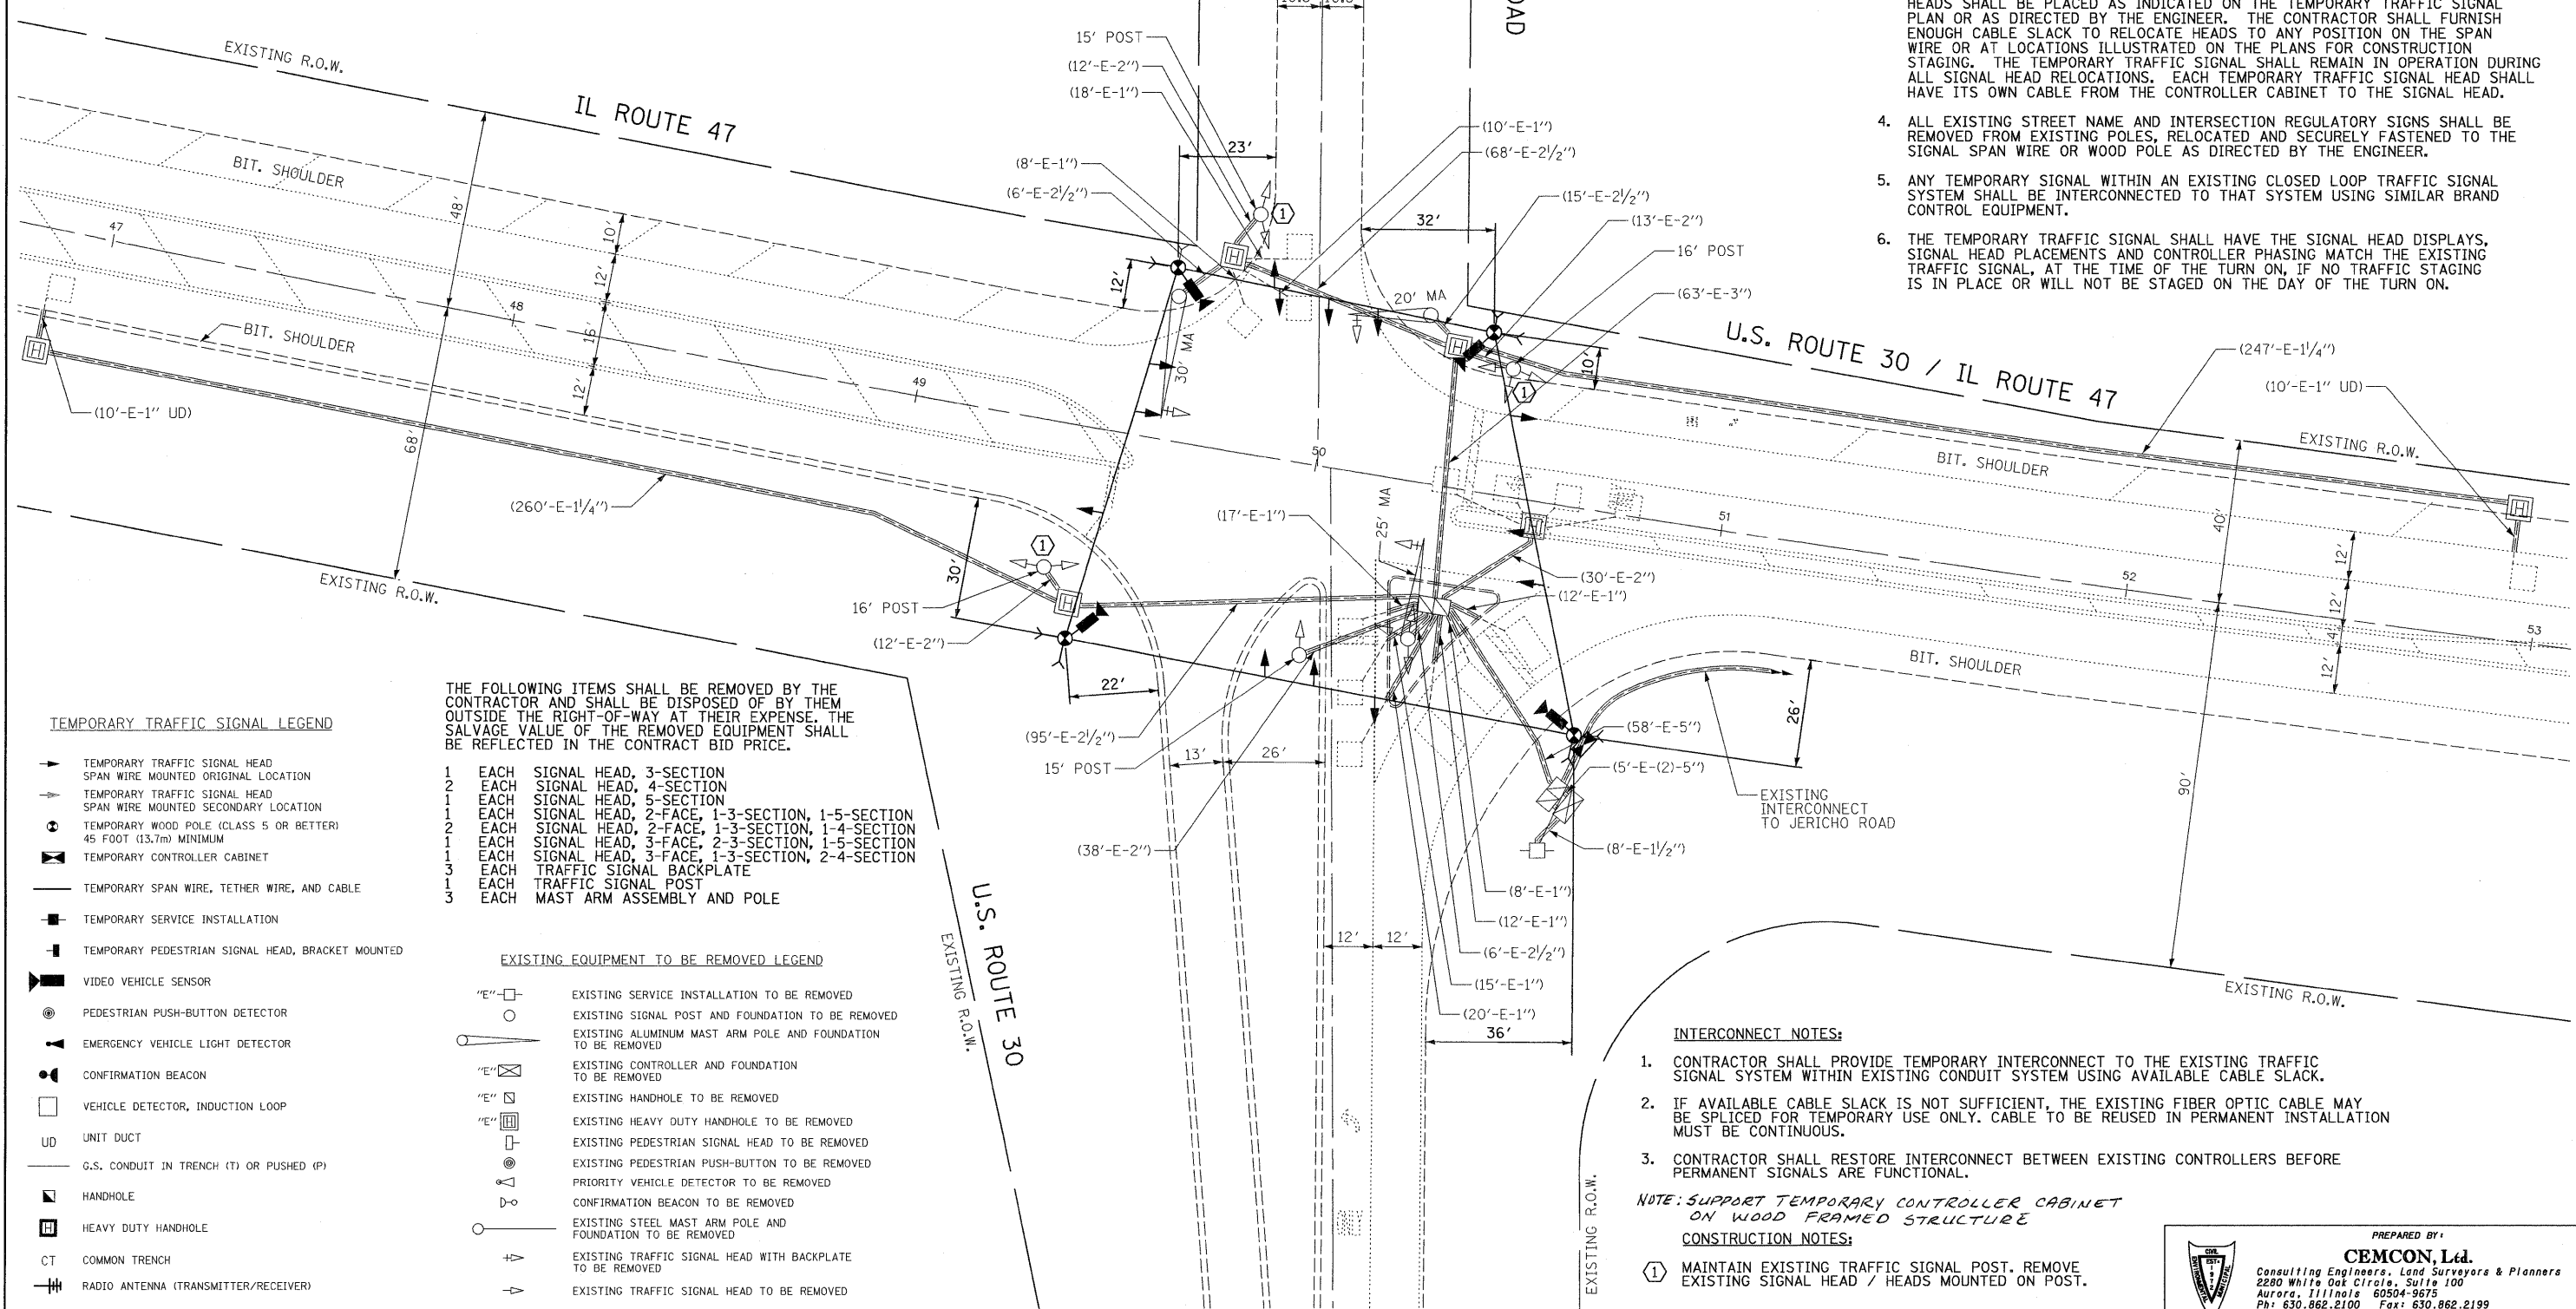 HEADS SHALL BE PLACED AS INDICATED ON THE TEMPORARY TRAFFIC SIGNAL
PLAN OR AS DIRECTED BY THE ENGINEER. THE CONTRACTOR SHALL FURNISH
ENOUGH CABLE SLACK TO RELOCATE HEADS TO ANY POSITION ON THE SPAN
WIRE OR AT LOCATIONS ILLUSTRATED ON THE PLANS FOR CONSTRUCTION
STAGING. THE TEMPORARY TRAFFIC SIGNAL SHALL REMAIN IN OPERATION DURING
ALL SIGNAL HEAD RELOCATIONS. EACH TEMPORARY TRAFFIC SIGNAL HEAD SHALL
HAVE ITS OWN CABLE FROM THE CONTROLLER CABINET TO THE SIGNAL HEAD.
4. ALL EXISTING STREET NAME AND INTERSECTION REGULATORY SIGNS SHALL BE
REMOVED FROM EXISTING POLES, RELOCATED AND SECURELY FASTENED TO THE
SIGNAL SPAN WIRE OR WOOD POLE AS DIRECTED BY THE ENGINEER.
5. ANY TEMPORARY SIGNAL WITHIN AN EXISTING CLOSED LOOP TRAFFIC SIGNAL
SYSTEM SHALL BE INTERCONNECTED TO THAT SYSTEM USING SIMILAR BRAND
CONTROL EQUIPMENT.
6. THE TEMPORARY TRAFFIC SIGNAL SHALL HAVE THE SIGNAL HEAD DISPLAYS,
SIGNAL HEAD PLACEMENTS AND CONTROLLER PHASING MATCH THE EXISTING
TRAFFIC SIGNAL, AT THE TIME OF THE TURN ON, IF NO TRAFFIC STAGING
IS IN PLACE OR WILL NOT BE STAGED ON THE DAY OF THE TURN ON.
OAD
EXISTING R.O.W.
IL ROUTE 47
BIT. SHOULDER
48'
47
10'
12'
16'
12'
48
49
BIT. SHOULDER
(10'-E-1" UD)
68'
(260'-E-1¼")
EXISTING R.O.W.
15' POST
(12'-E-2")
(18'-E-1")
23'
(8'-E-1")
(6'-E-2½")
1
12'
30' MA
(10'-E-1")
(68'-E-2½")
(15'-E-2½")
32'
(13'-E-2")
16' POST
20' MA
(63'-E-3")
10'
1
U.S. ROUTE 30 / IL ROUTE 47
(247'-E-1¼")
(10'-E-1" UD)
EXISTING R.O.W.
BIT. SHOULDER
50
51
52
53
40'
12'
12'
4'
12'
(17'-E-1")
25' MA
(30'-E-2")
(12'-E-1")
30'
1
16' POST
(12'-E-2")
22'
(95'-E-2½")
15' POST
13'
26'
(38'-E-2")
BIT. SHOULDER
26'
(58'-E-5")
(5'-E-(2)-5")
EXISTING
INTERCONNECT
TO JERICHO ROAD
(8'-E-1½")
90'
(8'-E-1")
(12'-E-1")
(6'-E-2½")
(15'-E-1")
(20'-E-1")
12'
12'
36'
EXISTING R.O.W.
EXISTING R.O.W.
U.S. ROUTE 30
EXISTING R.O.W.
TEMPORARY TRAFFIC SIGNAL LEGEND
TEMPORARY TRAFFIC SIGNAL HEAD
SPAN WIRE MOUNTED ORIGINAL LOCATION
TEMPORARY TRAFFIC SIGNAL HEAD
SPAN WIRE MOUNTED SECONDARY LOCATION
TEMPORARY WOOD POLE (CLASS 5 OR BETTER)
45 FOOT (13.7m) MINIMUM
TEMPORARY CONTROLLER CABINET
TEMPORARY SPAN WIRE, TETHER WIRE, AND CABLE
TEMPORARY SERVICE INSTALLATION
TEMPORARY PEDESTRIAN SIGNAL HEAD, BRACKET MOUNTED
VIDEO VEHICLE SENSOR
PEDESTRIAN PUSH-BUTTON DETECTOR
EMERGENCY VEHICLE LIGHT DETECTOR
CONFIRMATION BEACON
VEHICLE DETECTOR, INDUCTION LOOP
UD UNIT DUCT
G.S. CONDUIT IN TRENCH (T) OR PUSHED (P)
HANDHOLE
H HEAVY DUTY HANDHOLE
CT COMMON TRENCH
RADIO ANTENNA (TRANSMITTER/RECEIVER)
THE FOLLOWING ITEMS SHALL BE REMOVED BY THE
CONTRACTOR AND SHALL BE DISPOSED OF BY THEM
OUTSIDE THE RIGHT-OF-WAY AT THEIR EXPENSE. THE
SALVAGE VALUE OF THE REMOVED EQUIPMENT SHALL
BE REFLECTED IN THE CONTRACT BID PRICE.
1 EACH SIGNAL HEAD, 3-SECTION
2 EACH SIGNAL HEAD, 4-SECTION
1 EACH SIGNAL HEAD, 5-SECTION
1 EACH SIGNAL HEAD, 2-FACE, 1-3-SECTION, 1-5-SECTION
2 EACH SIGNAL HEAD, 2-FACE, 1-3-SECTION, 1-4-SECTION
1 EACH SIGNAL HEAD, 3-FACE, 2-3-SECTION, 1-5-SECTION
1 EACH SIGNAL HEAD, 3-FACE, 1-3-SECTION, 2-4-SECTION
3 EACH TRAFFIC SIGNAL BACKPLATE
1 EACH TRAFFIC SIGNAL POST
3 EACH MAST ARM ASSEMBLY AND POLE
EXISTING EQUIPMENT TO BE REMOVED LEGEND
"E" EXISTING SERVICE INSTALLATION TO BE REMOVED
EXISTING SIGNAL POST AND FOUNDATION TO BE REMOVED
EXISTING ALUMINUM MAST ARM POLE AND FOUNDATION
TO BE REMOVED
"E" EXISTING CONTROLLER AND FOUNDATION
TO BE REMOVED
"E" EXISTING HANDHOLE TO BE REMOVED
"E" H EXISTING HEAVY DUTY HANDHOLE TO BE REMOVED
EXISTING PEDESTRIAN SIGNAL HEAD TO BE REMOVED
EXISTING PEDESTRIAN PUSH-BUTTON TO BE REMOVED
PRIORITY VEHICLE DETECTOR TO BE REMOVED
CONFIRMATION BEACON TO BE REMOVED
EXISTING STEEL MAST ARM POLE AND
FOUNDATION TO BE REMOVED
EXISTING TRAFFIC SIGNAL HEAD WITH BACKPLATE
TO BE REMOVED
EXISTING TRAFFIC SIGNAL HEAD TO BE REMOVED
INTERCONNECT NOTES:
1. CONTRACTOR SHALL PROVIDE TEMPORARY INTERCONNECT TO THE EXISTING TRAFFIC
SIGNAL SYSTEM WITHIN EXISTING CONDUIT SYSTEM USING AVAILABLE CABLE SLACK.
2. IF AVAILABLE CABLE SLACK IS NOT SUFFICIENT, THE EXISTING FIBER OPTIC CABLE MAY
BE SPLICED FOR TEMPORARY USE ONLY. CABLE TO BE REUSED IN PERMANENT INSTALLATION
MUST BE CONTINUOUS.
3. CONTRACTOR SHALL RESTORE INTERCONNECT BETWEEN EXISTING CONTROLLERS BEFORE
PERMANENT SIGNALS ARE FUNCTIONAL.
NOTE: SUPPORT TEMPORARY CONTROLLER CABINET
ON WOOD FRAMED STRUCTURE
CONSTRUCTION NOTES:
1 MAINTAIN EXISTING TRAFFIC SIGNAL POST. REMOVE
EXISTING SIGNAL HEAD / HEADS MOUNTED ON POST.
PREPARED BY:
CEMCON, Ltd.
Consulting Engineers, Land Surveyors & Planners
2280 White Oak Circle, Suite 100
Aurora, Illinois 60504-9675
Ph: 630.862.2100 Fax: 630.862.2199